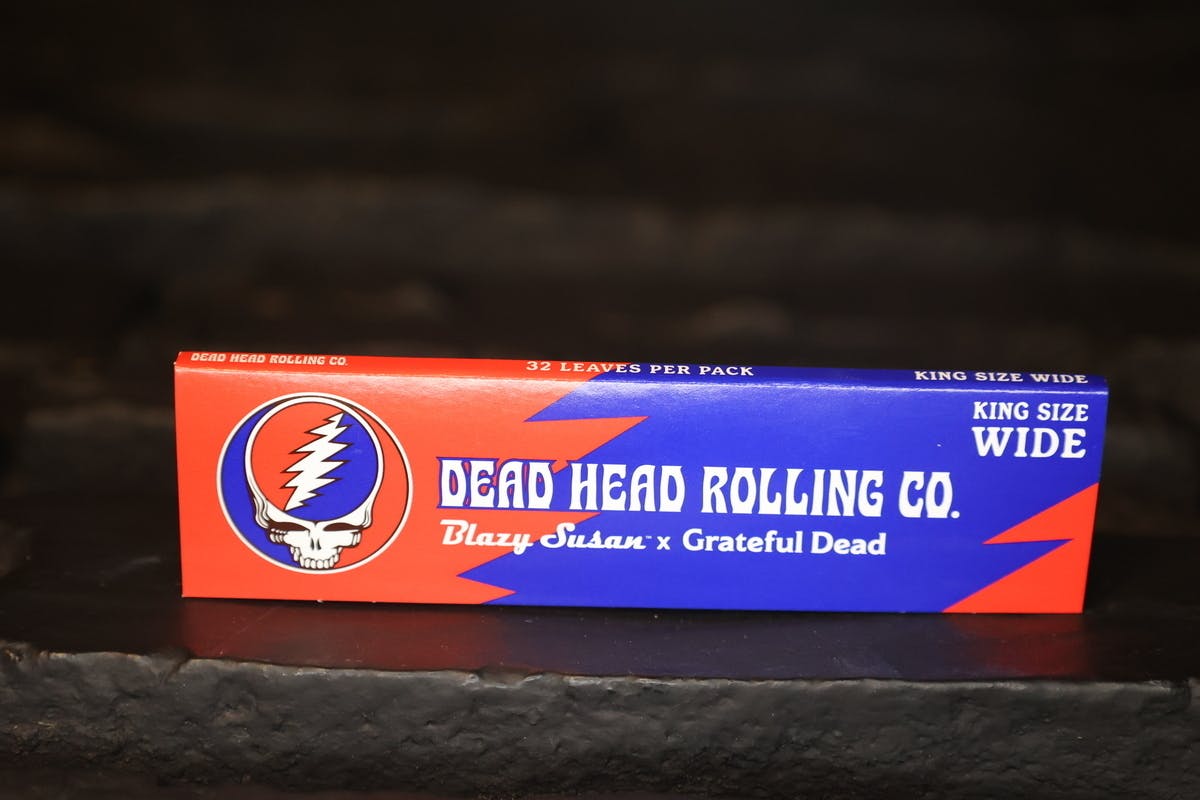 DEAD HEAD ROLLING CO.
32 LEAVES PER PACK
KING SIZE WIDE
KING SIZE
WIDE
DEAD HEAD ROLLING CO.
Blazy Susan™ x Grateful Dead